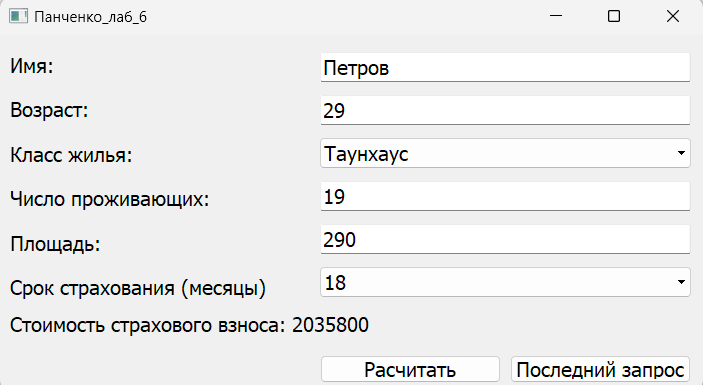 Панченко_лаб_6
Имя: Петров
Возраст: 29
Класс жилья: Таунхаус
Число проживающих: 19
Площадь: 290
Срок страхования (месяцы) 18
Стоимость страхового взноса: 2035800
Расчитать Последний запрос